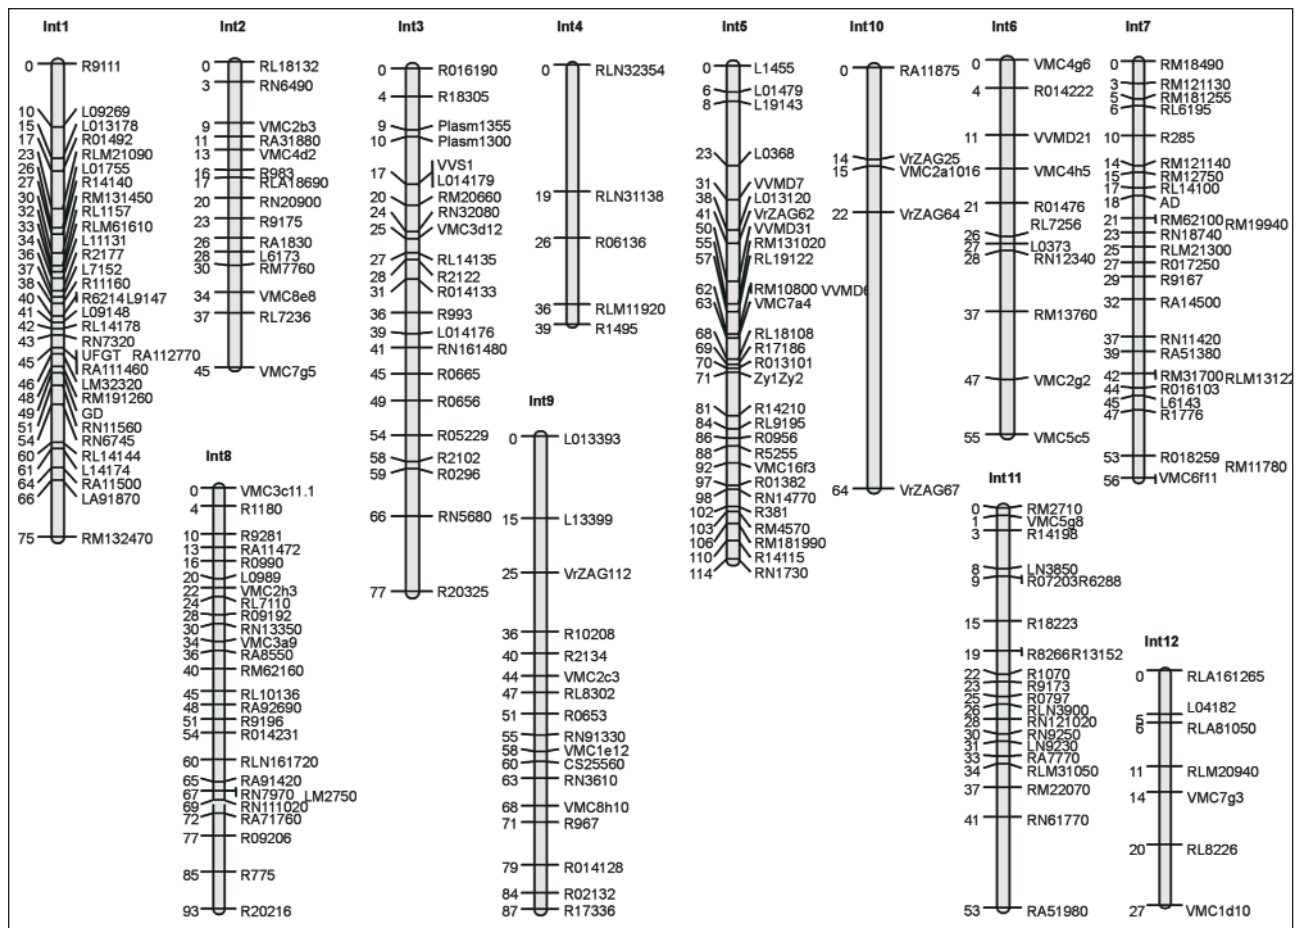 Int1
0 R9111
10 L09269
15 L013178
17 R01492
23 RLM21090
26 L01755
27 R14140
30 RM131450
32 RL1157
33 RLM61610
34 L11131
36 R2177
37 L7152
38 R11160
40 R6214 L9147
41 L09148
42 RL14178
43 RN7320
UFGT RA112770
45 RA111460
46 LM32320
48 RM191260
49 GD
51 RN11560
54 RN6745
60 RL14144
61 L14174
64 RA11500
66 LA91870
75 RM132470
Int2
0 RL18132
3 RN6490
9 VMC2b3
11 RA31880
13 VMC4d2
16 R983
17 RLA18690
20 RN20900
23 R9175
26 RA1830
28 L6173
30 RM7760
34 VMC8e8
37 RL7236
45 VMC7g5
Int8
0 VMC3c11.1
4 R1180
10 R9281
13 RA11472
16 R0990
20 L0989
22 VMC2h3
24 RL7110
28 R09192
30 RN13350
34 VMC3a9
36 RA8550
40 RM62160
45 RL10136
48 RA92690
51 R9196
54 R014231
60 RLN161720
65 RA91420
67 RN7970 LM2750
69 RN111020
72 RA71760
77 R09206
85 R775
93 R20216
Int3
0 R016190
4 R18305
9 Plasm1355
10 Plasm1300
VVS1
17 L014179
20 RM20660
24 RN32080
25 VMC3d12
27 RL14135
28 R2122
31 R014133
36 R993
39 L014176
41 RN161480
45 R0665
49 R0656
54 R05229
58 R2102
59 R0296
66 RN5680
77 R20325
Int4
0 RLN32354
19 RLN31138
26 R06136
36 RLM11920
39 R1495
Int9
0 L013393
15 L13399
25 VrZAG112
36 R10208
40 R2134
44 VMC2c3
47 RL8302
51 R0653
55 RN91330
58 VMC1e12
60 CS25560
63 RN3610
68 VMC8h10
71 R967
79 R014128
84 R02132
87 R17336
Int5
0 L1455
6 L01479
8 L19143
23 L0368
31 VVMD7
38 L013120
41 VrZAG62
50 VVMD31
55 RM131020
57 RL19122
62 RM10800 VVMD6
63 VMC7a4
68 RL18108
69 R17186
70 R013101
71 Zy1Zy2
81 R14210
84 RL9195
86 R0956
88 R5255
92 VMC16f3
97 R01382
98 RN14770
102 R381
103 RM4570
106 RM181990
110 R14115
114 RN1730
Int10
0 RA11875
14 VrZAG25
15 VMC2a10
22 VrZAG64
64 VrZAG67
Int6
0 VMC4g6
4 R014222
11 VVMD21
16 VMC4h5
21 R01476
RL7256
26
27 L0373
28 RN12340
37 RM13760
47 VMC2g2
55 VMC5c5
Int11
0 RM2710
1 VMC5g8
3 R14198
8 LN3850
9 R07203R6288
15 R18223
19 R8266R13152
22 R1070
23 R9173
25 R0797
26 RLN3900
28 RN121020
30 RN9250
31 LN9230
33 RA7770
34 RLM31050
37 RM22070
41 RN61770
53 RA51980
Int7
0 RM18490
3 RM121130
5 RM181255
6 RL6195
10 R285
14 RM121140
15 RM12750
17 RL14100
18 AD
21 RM62100 RM19940
23 RN18740
25 RLM21300
27 R017250
29 R9167
32 RA14500
37 RN11420
39 RA51380
42 RM31700 RLM13122
44 R016103
45 L6143
47 R1776
53 R018259
RM11780
56 VMC6f11
Int12
0 RLA161265
5 L04182
6 RLA81050
11 RLM20940
14 VMC7g3
20 RL8226
27 VMC1d10